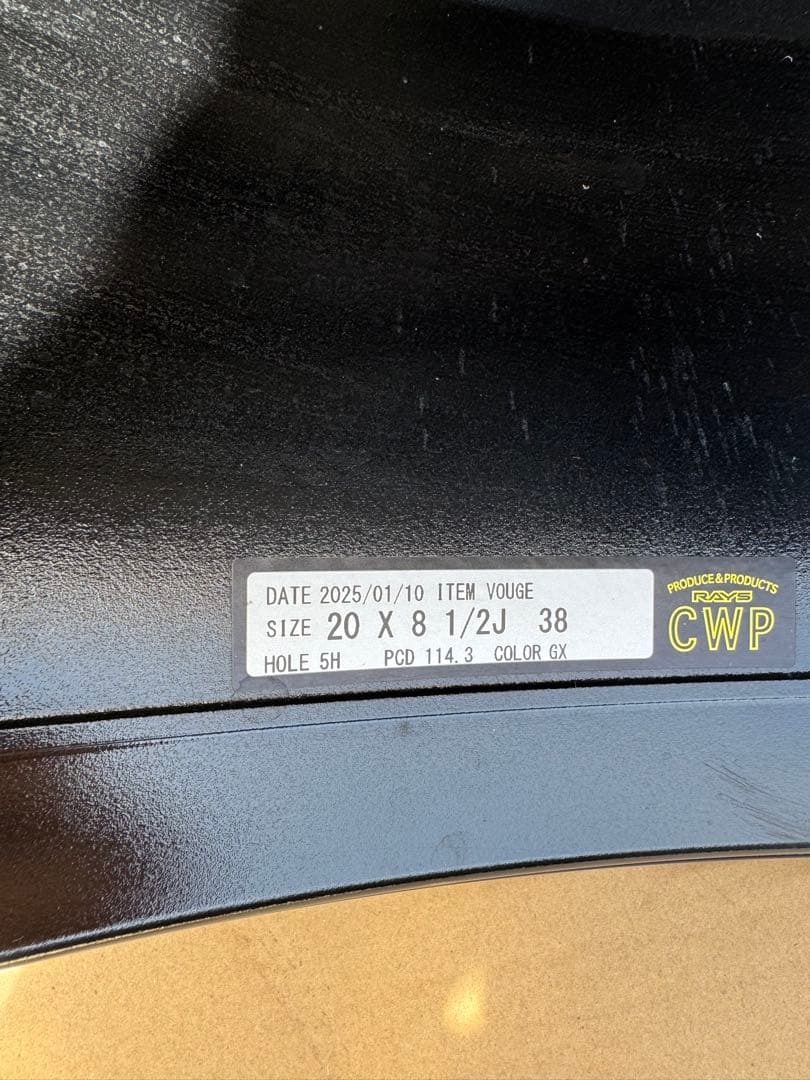 DATE 2025/01/10 ITEM VOUGE
SIZE 20 X 8 1/2J 38
HOLE 5H PCD 114.3 COLOR GX
PRODUCE & PRODUCTS
RAYS
CWP